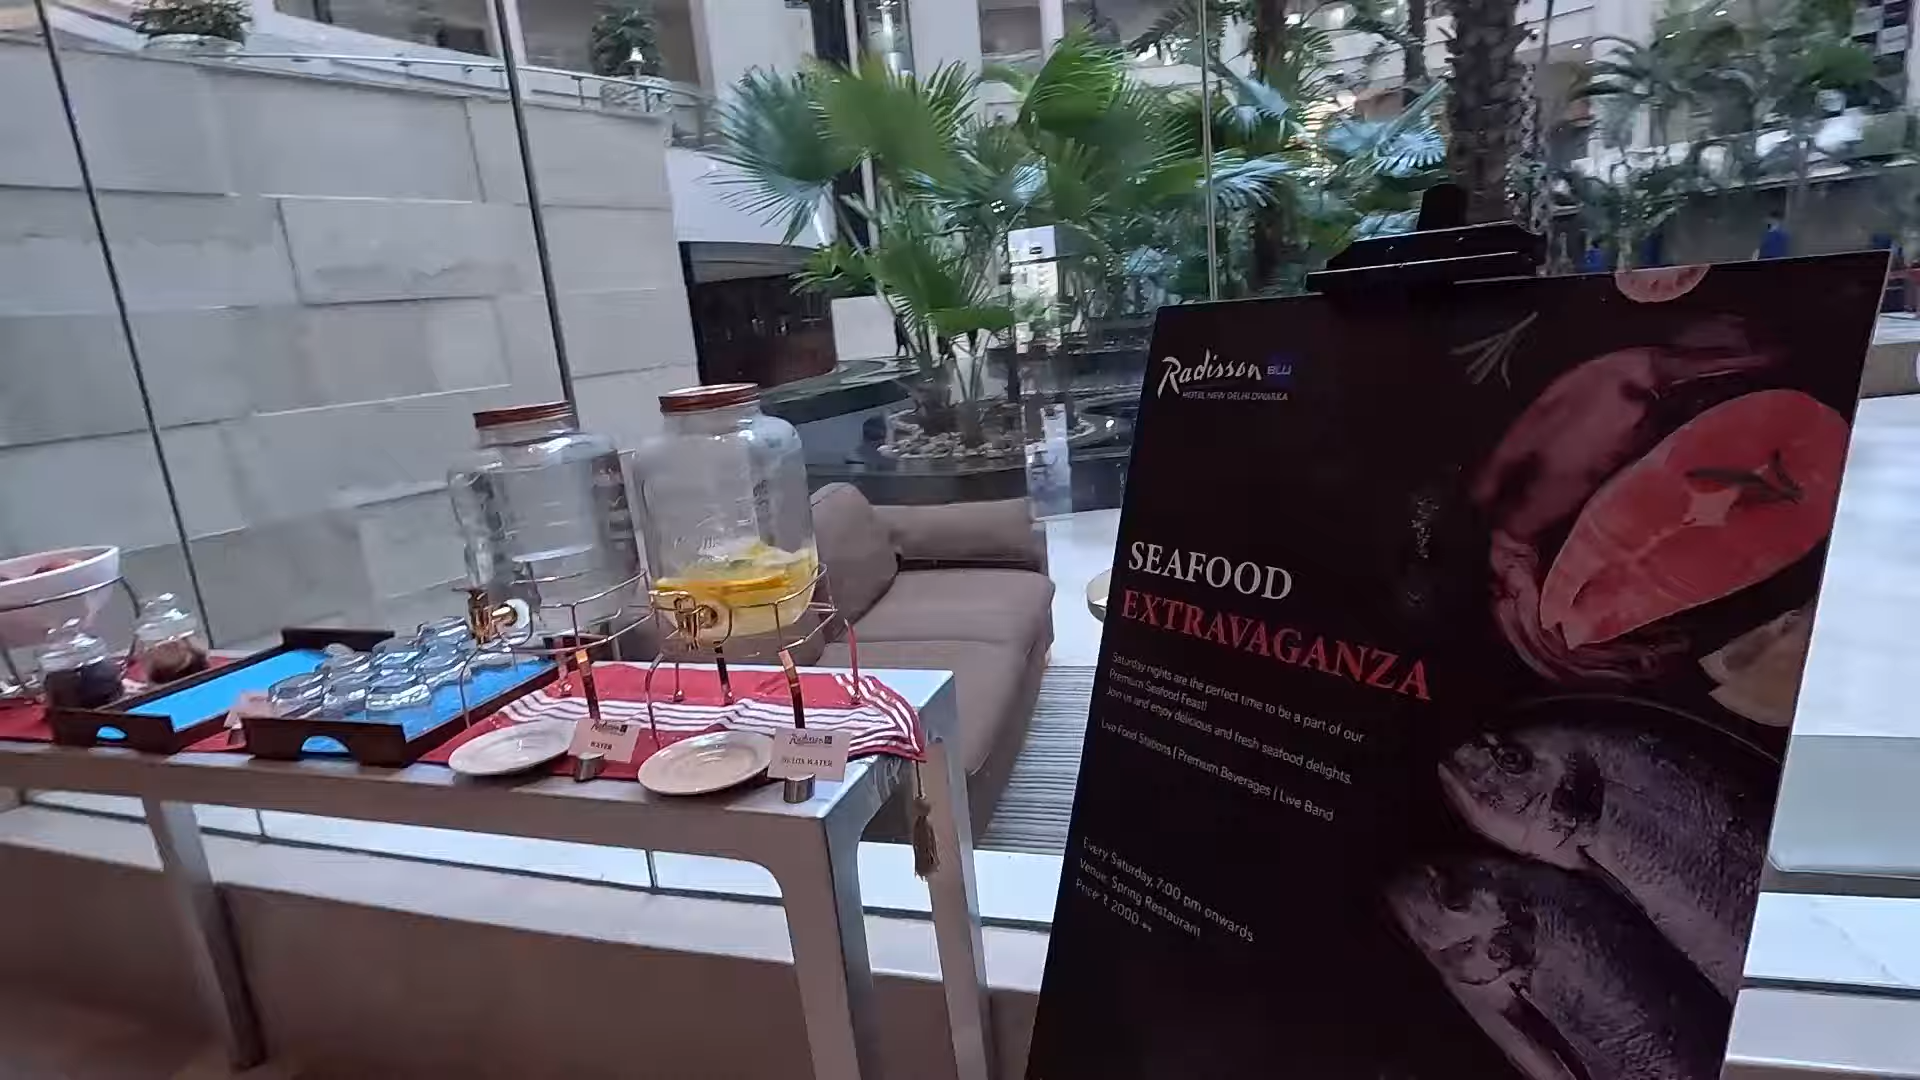 Radisson BLU
HOTEL NEW DELHI DWARKA
SEAFOOD
EXTRAVAGANZA
Saturday nights are the perfect time to be a part of our
Premium Seafood Feast!
Join us and enjoy delicious and fresh seafood delights.
Live Food Stations | Premium Beverages | Live Band
Every Saturday, 7:00 pm onwards
Venue: Spring Restaurant
Price: ₹ 2000 ++
Radisson
WATER
Radisson
WATER